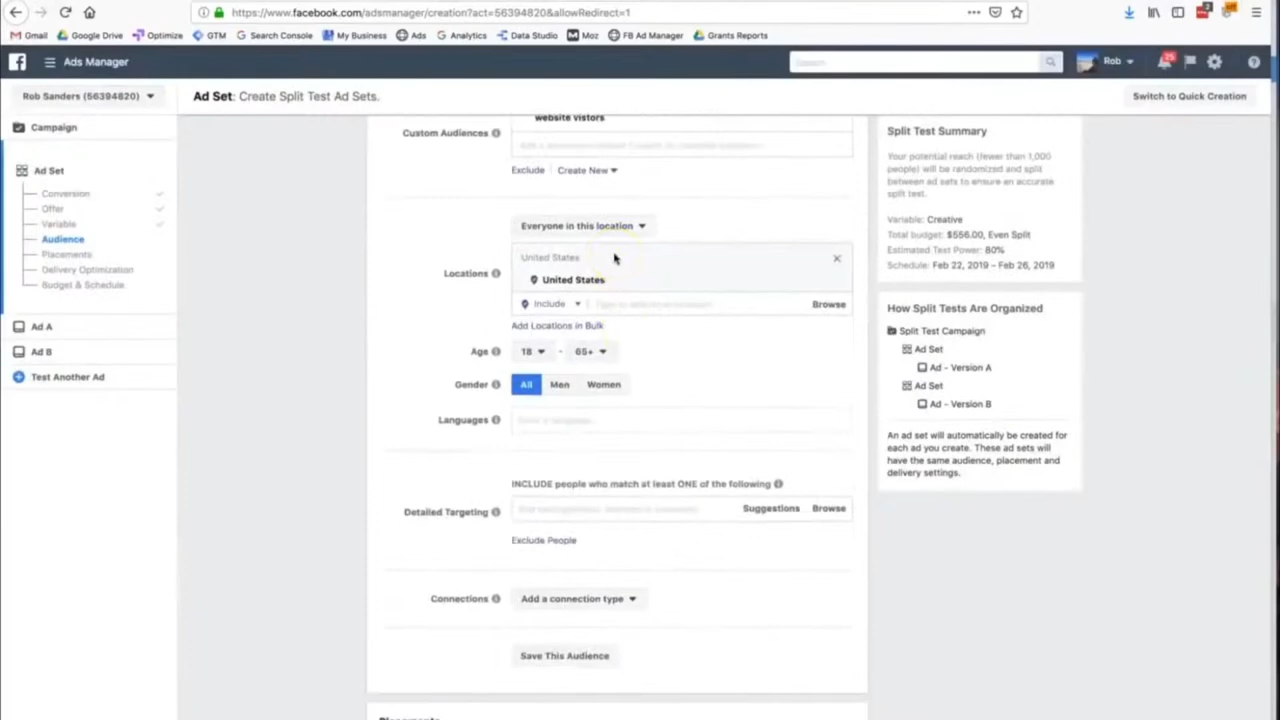 https://www.facebook.com/adsmanager/creation?act=56394820&allowRedirect=1
Gmail Google Drive Optimize GTM Search Console My Business Ads Analytics Data Studio Moz FB Ad Manager Grants Reports
Ads Manager
Search
Rob
25
Rob Sanders (56394820)
Ad Set: Create Split Test Ad Sets.
Switch to Quick Creation
Campaign
Ad Set
Conversion
Offer
Variable
Audience
Placements
Delivery Optimization
Budget & Schedule
Ad A
Ad B
Test Another Ad
website vistors
Custom Audiences
Exclude
Create New
Everyone in this location
Locations
United States
United States
Include
Browse
Add Locations in Bulk
Age
18 - 65+
Gender
All Men Women
Languages
Enter a language...
INCLUDE people who match at least ONE of the following
Detailed Targeting
Suggestions
Browse
Exclude People
Connections
Add a connection type
Save This Audience
Placements
Split Test Summary
Your potential reach (fewer than 1,000
people) will be randomized and split
between ad sets to ensure an accurate
split test.
Variable: Creative
Total budget: $556.00, Even Split
Estimated Test Power: 80%
Schedule: Feb 22, 2019 – Feb 26, 2019
How Split Tests Are Organized
Split Test Campaign
Ad Set
Ad - Version A
Ad Set
Ad - Version B
An ad set will automatically be created for
each ad you create. These ad sets will
have the same audience, placement and
delivery settings.